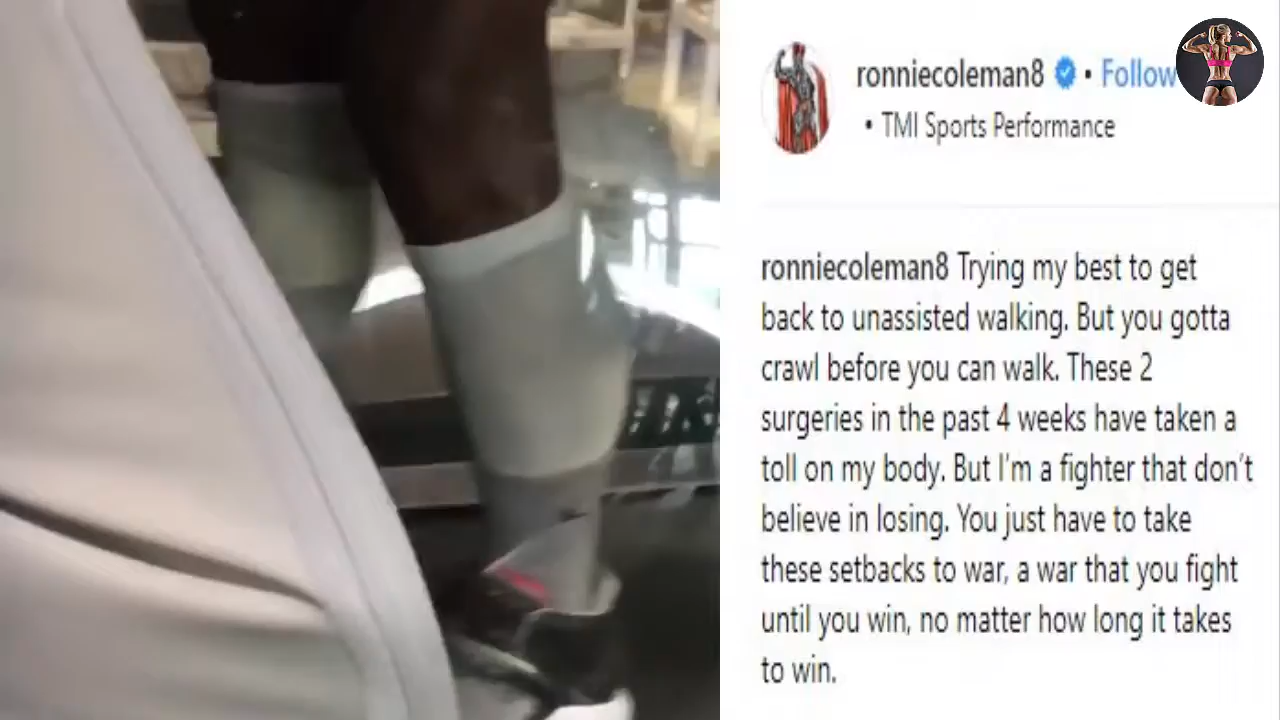 ronniecoleman8 • Follow
• TMI Sports Performance
ronniecoleman8 Trying my best to get
back to unassisted walking. But you gotta
crawl before you can walk. These 2
surgeries in the past 4 weeks have taken a
toll on my body. But I'm a fighter that don't
believe in losing. You just have to take
these setbacks to war, a war that you fight
until you win, no matter how long it takes
to win.